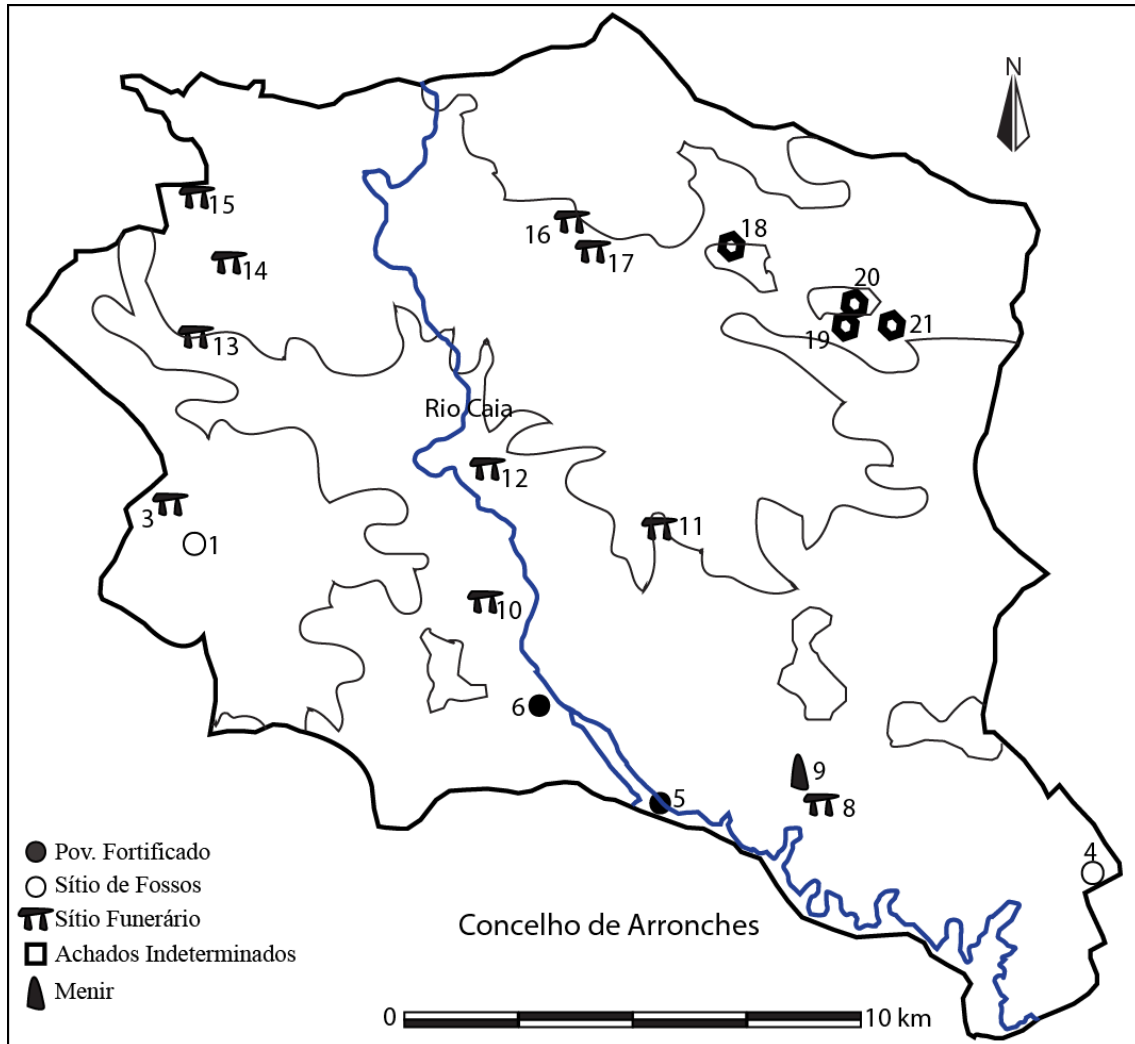 N
15
16
17
18
14
20
19
21
13
Rio Caia
12
3
1
11
10
6
9
5
8
4
Pov. Fortificado
Sítio de Fossos
Sítio Funerário
Achados Indeterminados
Menir
Concelho de Arronches
0
10 km